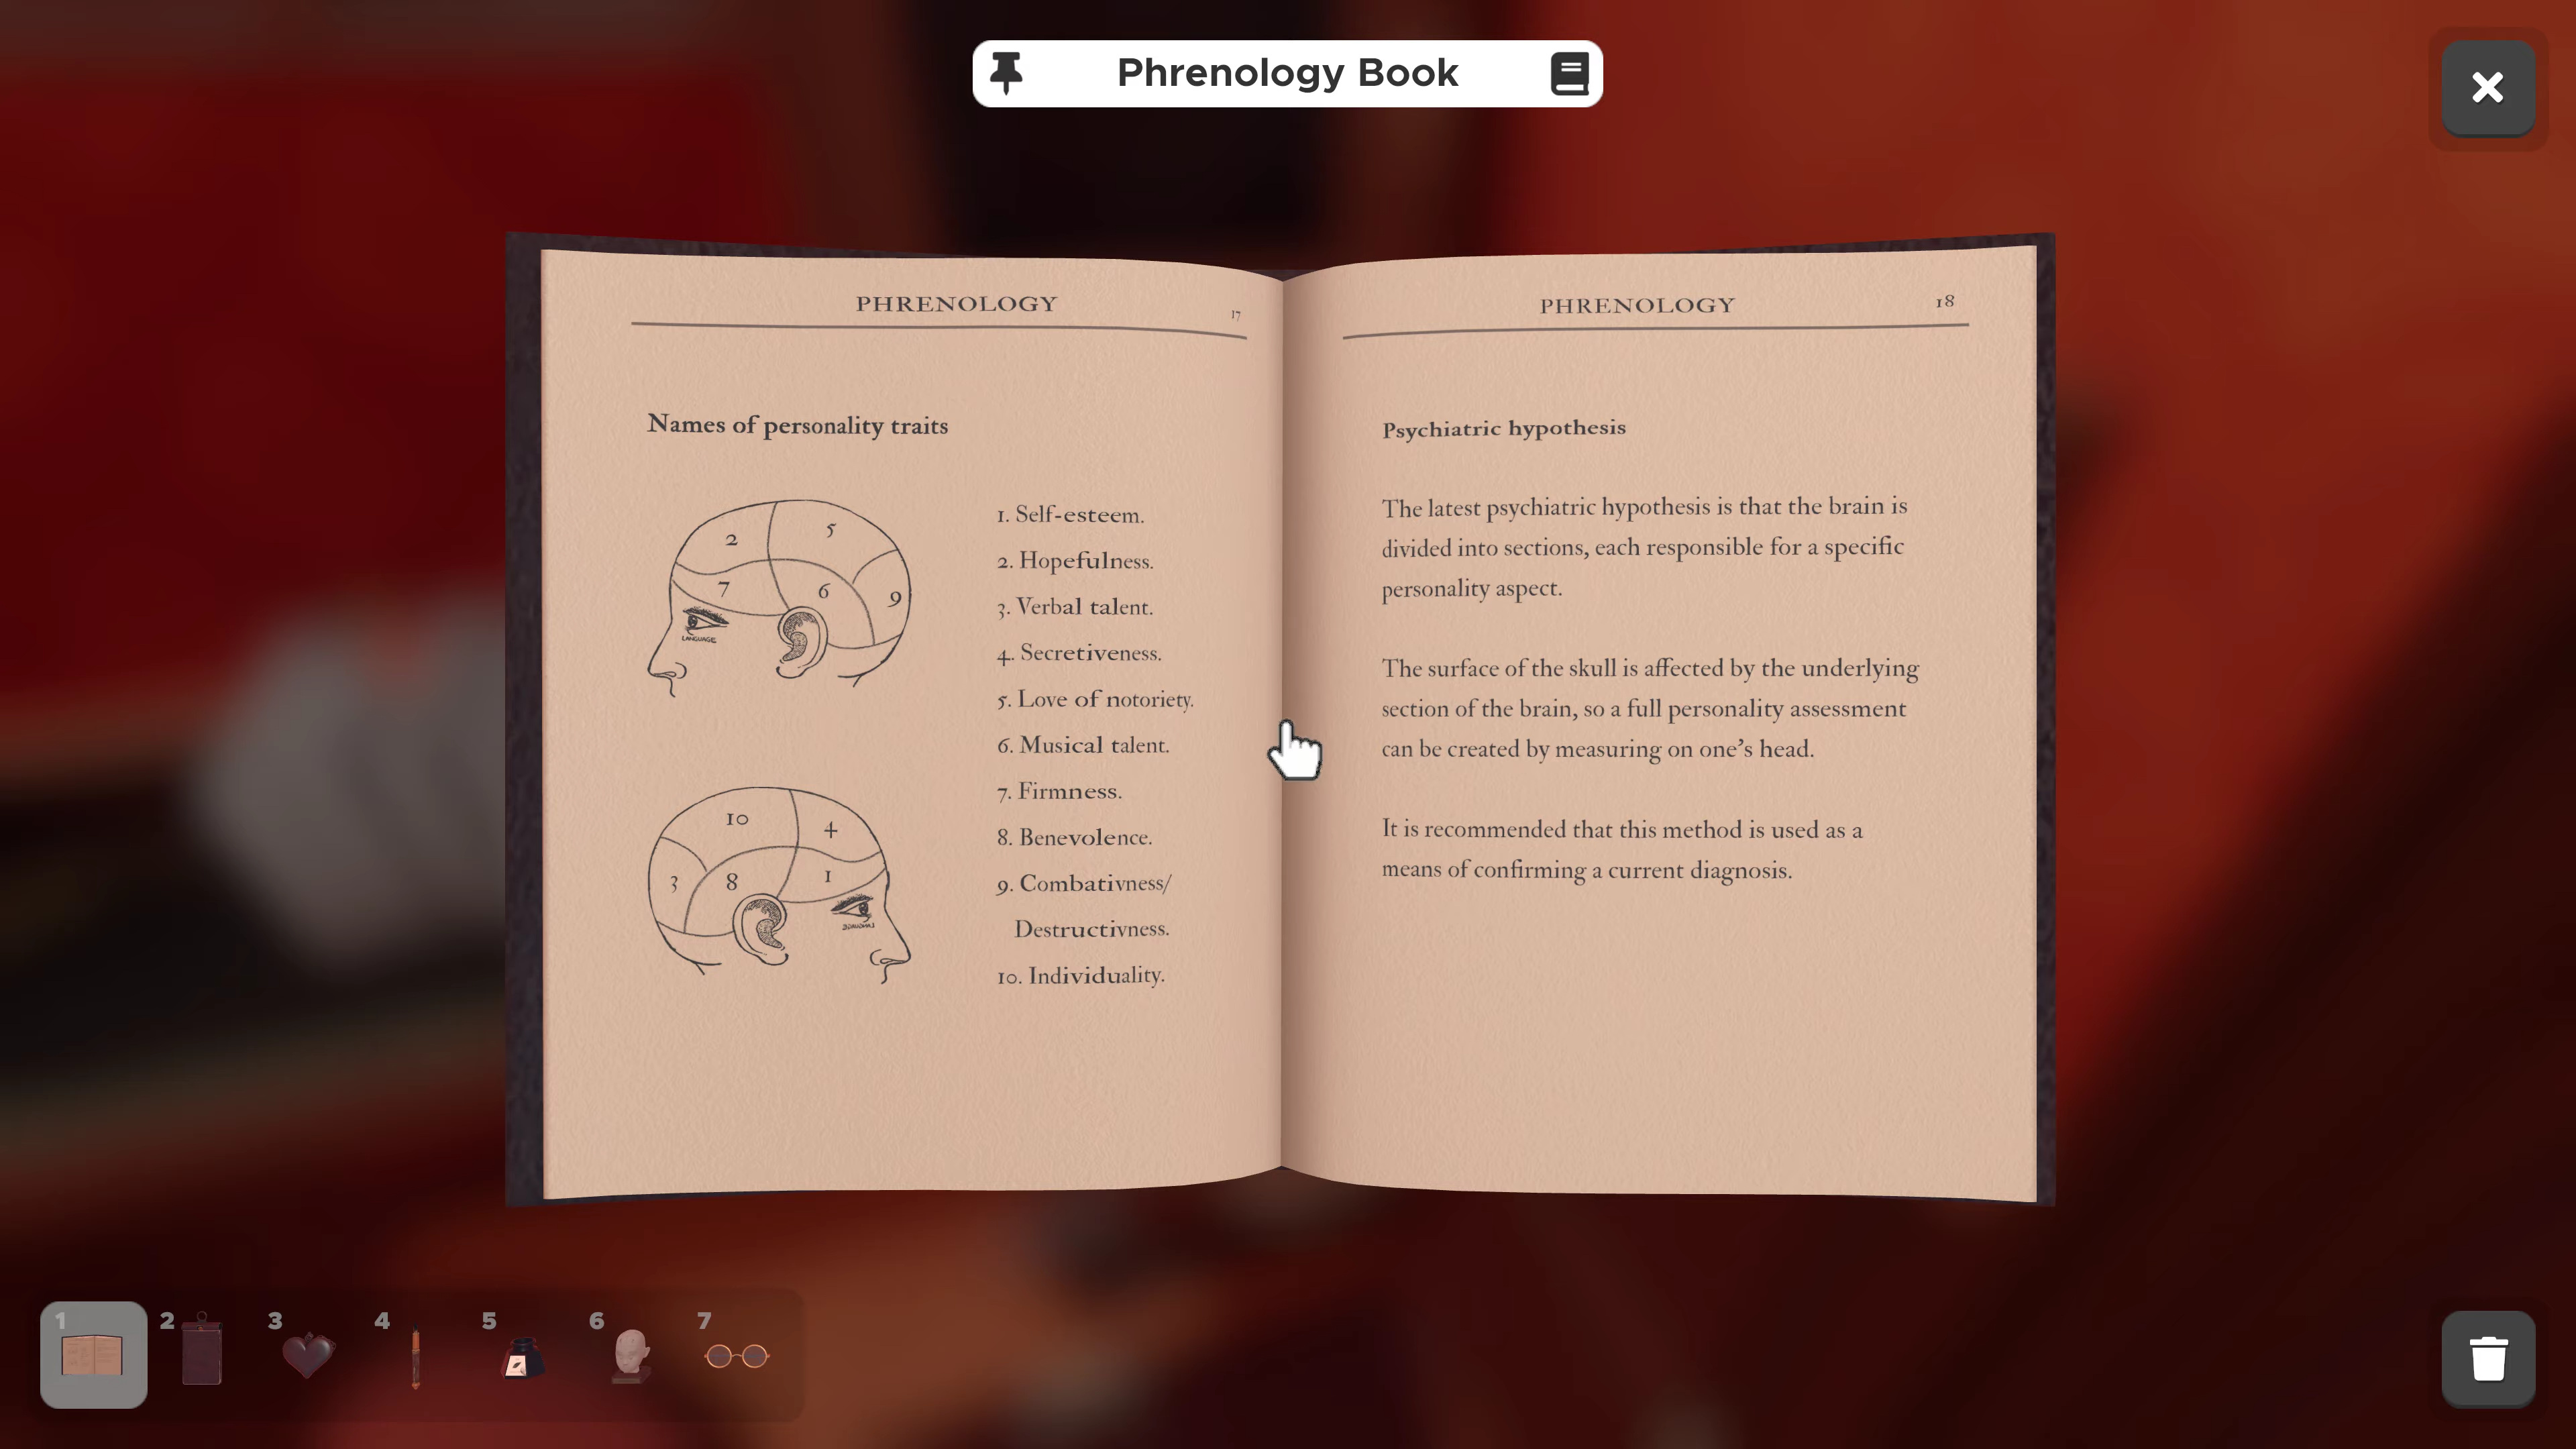 Phrenology Book
PHRENOLOGY
17
Names of personality traits
2
5
7
6
9
LANGUAGE
10
4
3
8
1
1. Self-esteem.
2. Hopefulness.
3. Verbal talent.
4. Secretiveness.
5. Love of notoriety.
6. Musical talent.
7. Firmness.
8. Benevolence.
9. Combativness/
Destructivness.
10. Individuality.
PHRENOLOGY
18
Psychiatric hypothesis
The latest psychiatric hypothesis is that the brain is
divided into sections, each responsible for a specific
personality aspect.
The surface of the skull is affected by the underlying
section of the brain, so a full personality assessment
can be created by measuring on one's head.
It is recommended that this method is used as a
means of confirming a current diagnosis.
1
2
3
4
5
6
7